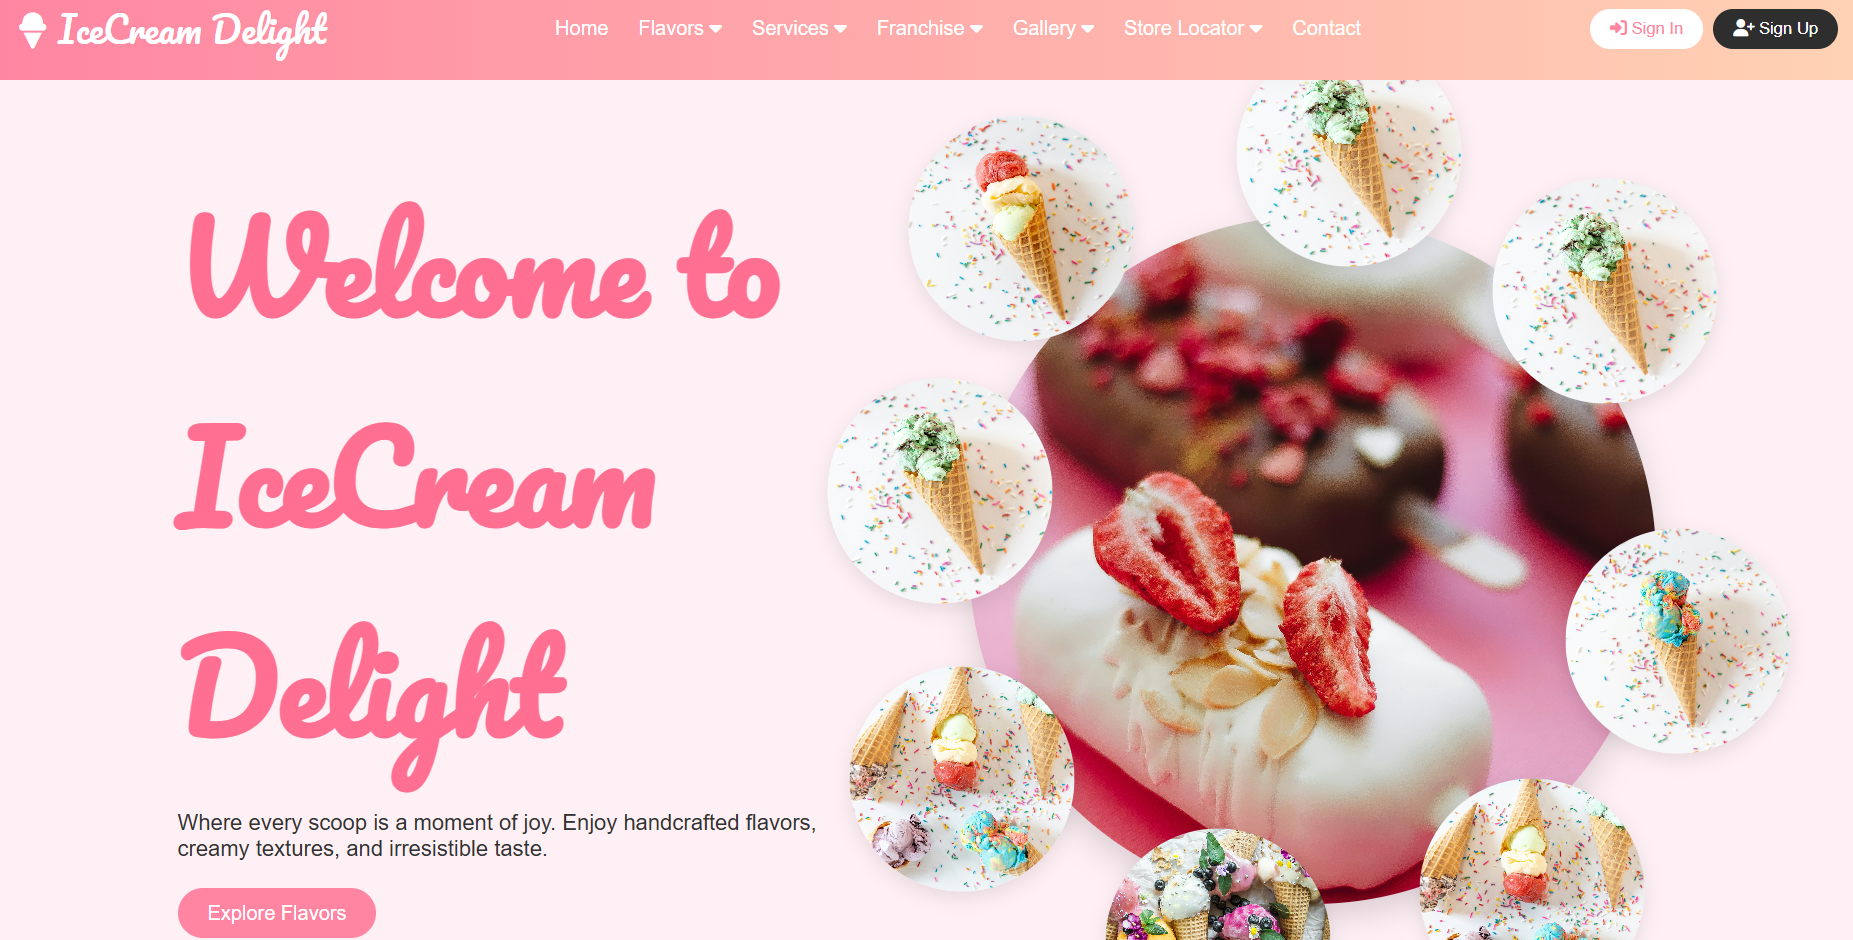 IceCream Delight
Home Flavors Services Franchise Gallery Store Locator Contact
Sign In Sign Up
Welcome to
IceCream
Delight
Where every scoop is a moment of joy. Enjoy handcrafted flavors,
creamy textures, and irresistible taste.
Explore Flavors